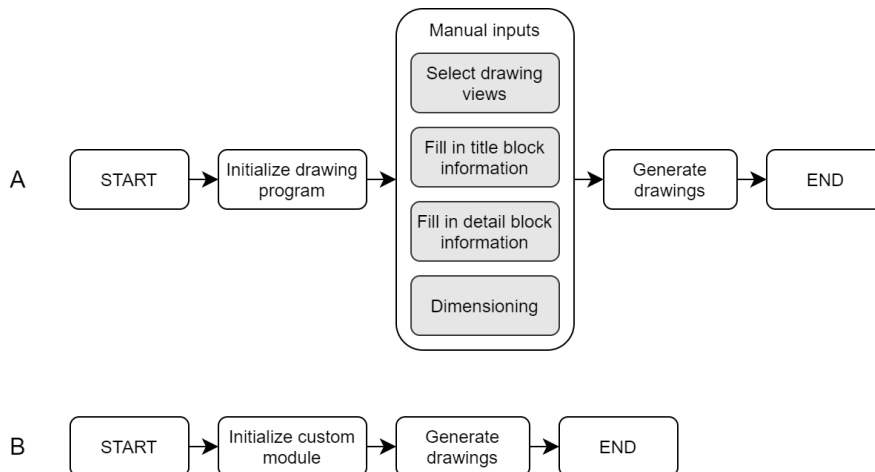 Manual inputs
Select drawing
views
Fill in title block
information
Fill in detail block
information
Dimensioning
A
START
Initialize drawing
program
Generate
drawings
END
B
START
Initialize custom
module
Generate
drawings
END